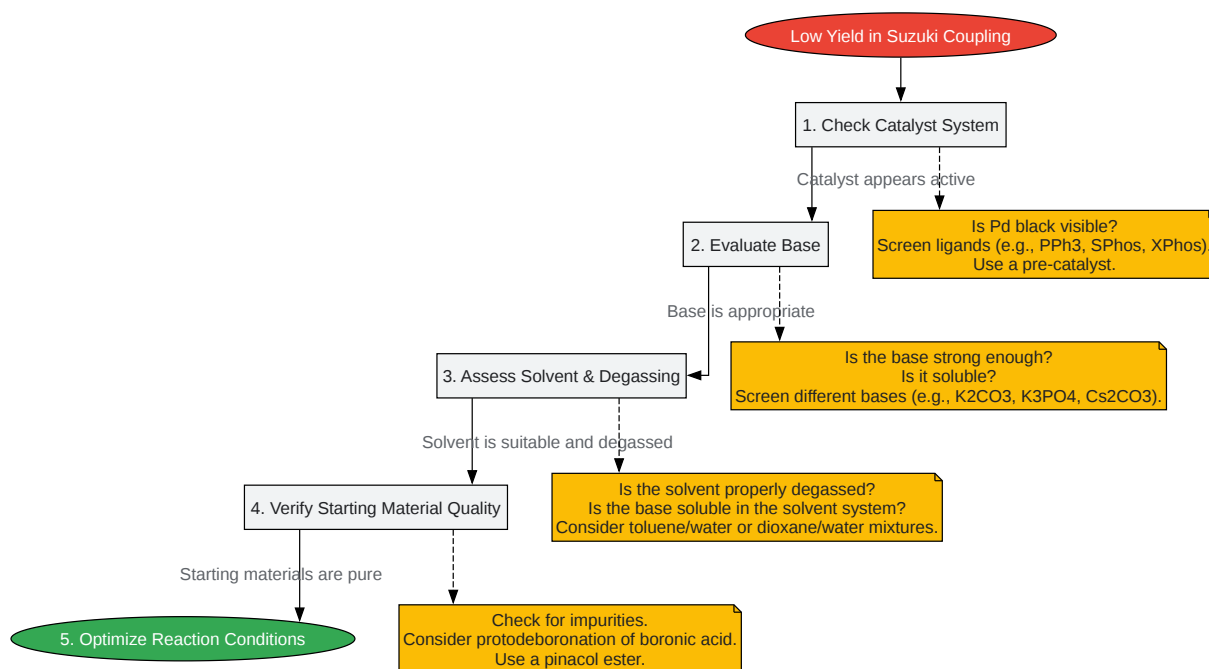 Low Yield in Suzuki Coupling
1. Check Catalyst System
Catalyst appears active
Is Pd black visible?
Screen ligands (e.g., PPh3, SPhos, XPhos).
Use a pre-catalyst.
2. Evaluate Base
Base is appropriate
Is the base strong enough?
Is it soluble?
Screen different bases (e.g., K2CO3, K3PO4, Cs2CO3).
3. Assess Solvent & Degassing
Solvent is suitable and degassed
Is the solvent properly degassed?
Is the base soluble in the solvent system?
Consider toluene/water or dioxane/water mixtures.
4. Verify Starting Material Quality
Starting materials are pure
Check for impurities.
Consider protodeboronation of boronic acid.
Use a pinacol ester.
5. Optimize Reaction Conditions